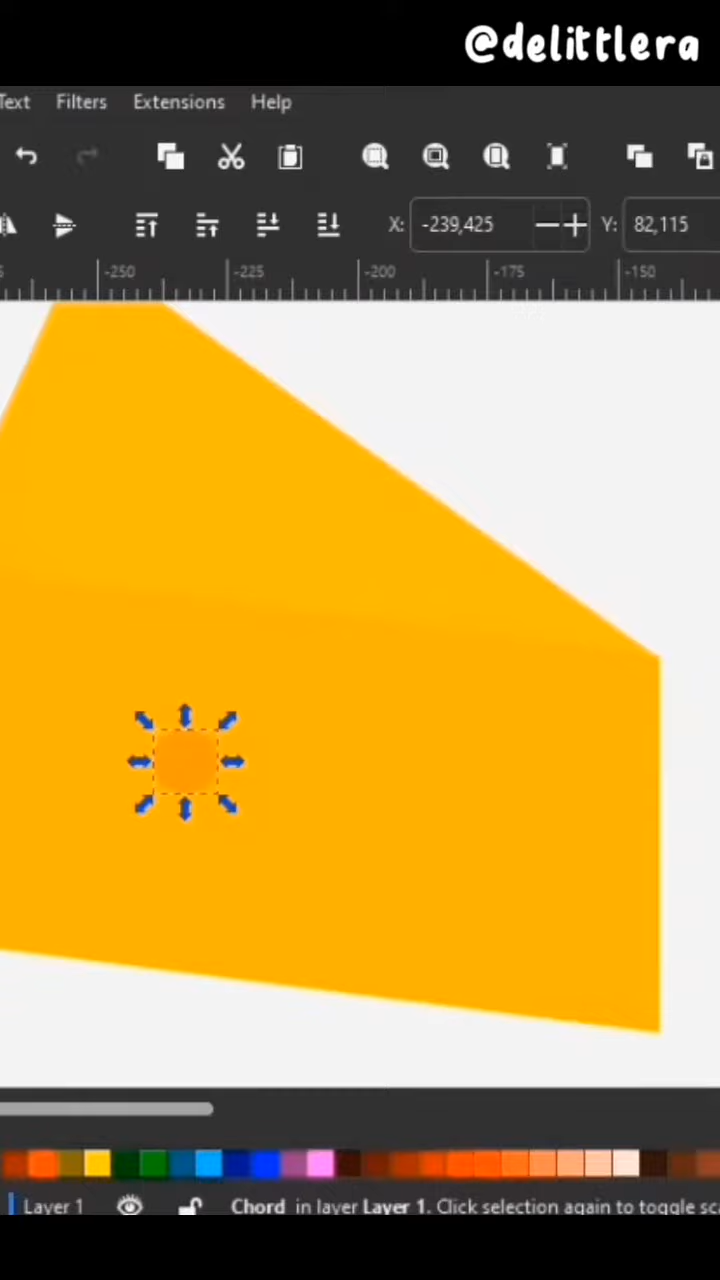 @delittlera
Text Filters Extensions Help
X: -239,425 Y: 82,115
-250 -225 -200 -175 -150
Layer 1 Chord in layer Layer 1. Click selection again to toggle